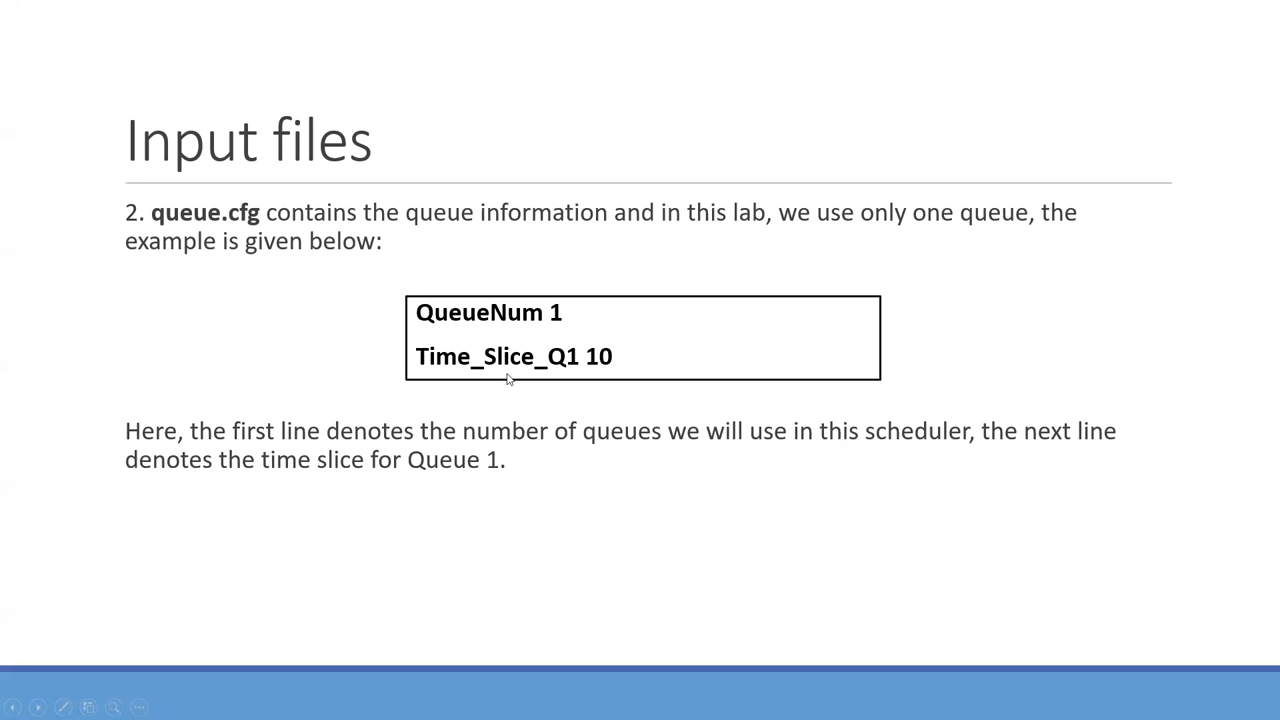 Input files
2. queue.cfg contains the queue information and in this lab, we use only one queue, the
example is given below:
QueueNum 1
Time_Slice_Q1 10
Here, the first line denotes the number of queues we will use in this scheduler, the next line
denotes the time slice for Queue 1.